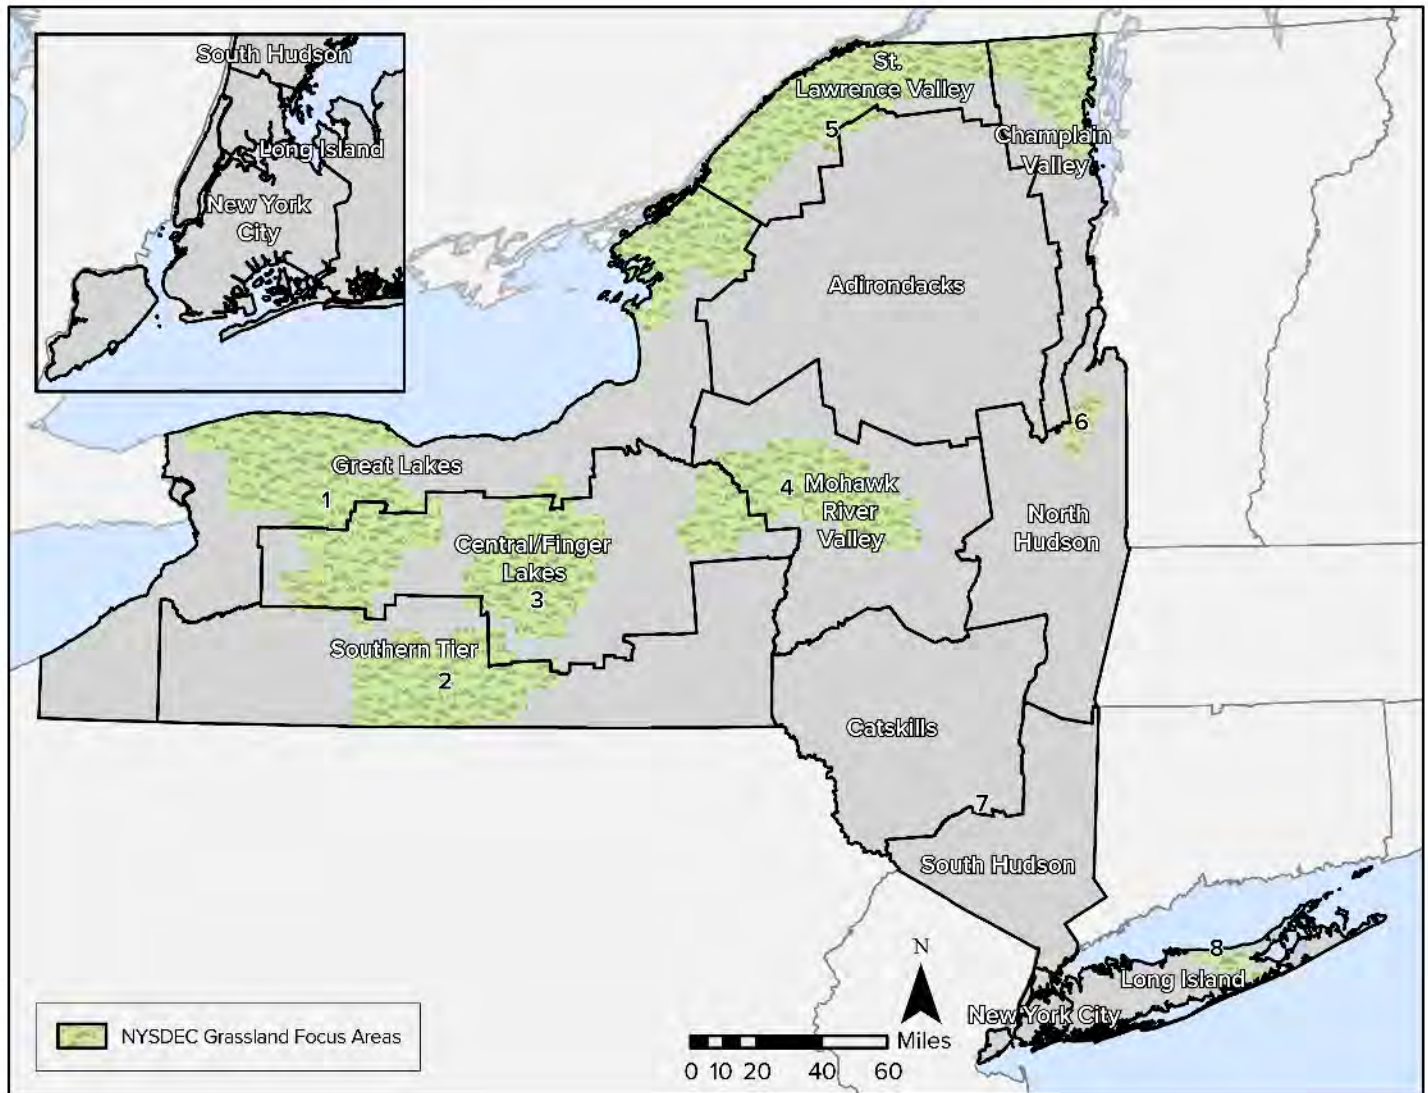 South Hudson
Long Island
New York
City
St.
Lawrence Valley
5
Champlain
Valley
Adirondacks
6
Great Lakes
1
4
Mohawk
River
Valley
North
Hudson
Central/Finger
Lakes
3
Southern Tier
2
Catskills
7
South Hudson
8
Long Island
New York City
N
Miles
0 10 20 40 60
NYSDEC Grassland Focus Areas